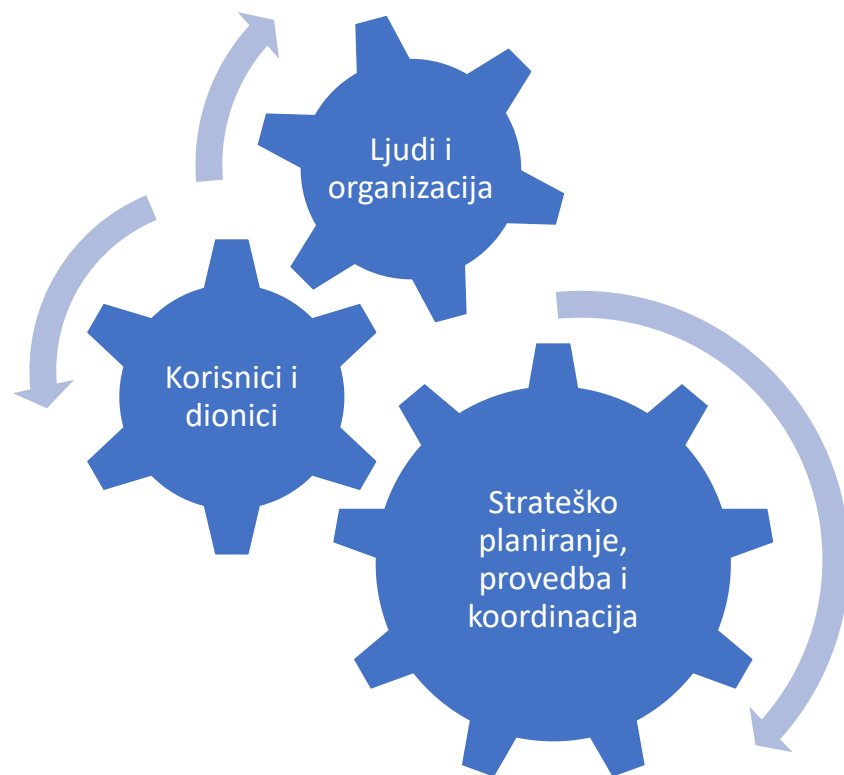 Ljudi i
organizacija
Korisnici i
dionici
Strateško
planiranje,
provedba i
koordinacija